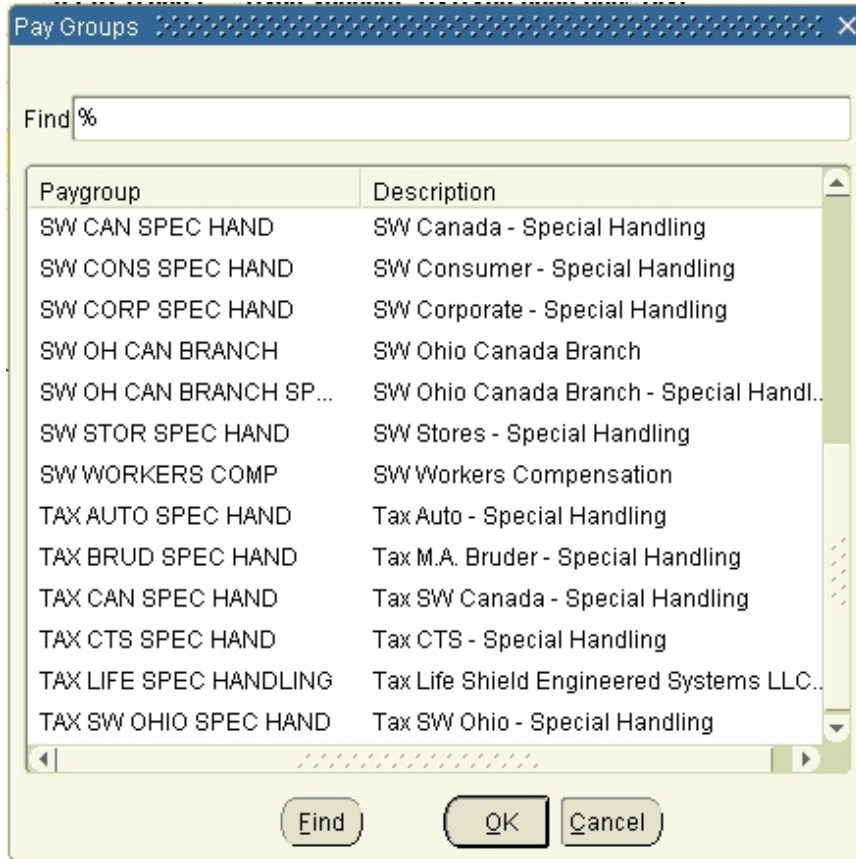 Pay Groups
Find %
Paygroup Description
SW CAN SPEC HAND SW Canada - Special Handling
SW CONS SPEC HAND SW Consumer - Special Handling
SW CORP SPEC HAND SW Corporate - Special Handling
SW OH CAN BRANCH SW Ohio Canada Branch
SW OH CAN BRANCH SP... SW Ohio Canada Branch - Special Handl..
SW STOR SPEC HAND SW Stores - Special Handling
SW WORKERS COMP SW Workers Compensation
TAX AUTO SPEC HAND Tax Auto - Special Handling
TAX BRUD SPEC HAND Tax M.A. Bruder - Special Handling
TAX CAN SPEC HAND Tax SW Canada - Special Handling
TAX CTS SPEC HAND Tax CTS - Special Handling
TAX LIFE SPEC HANDLING Tax Life Shield Engineered Systems LLC..
TAX SW OHIO SPEC HAND Tax SW Ohio - Special Handling
Find OK Cancel